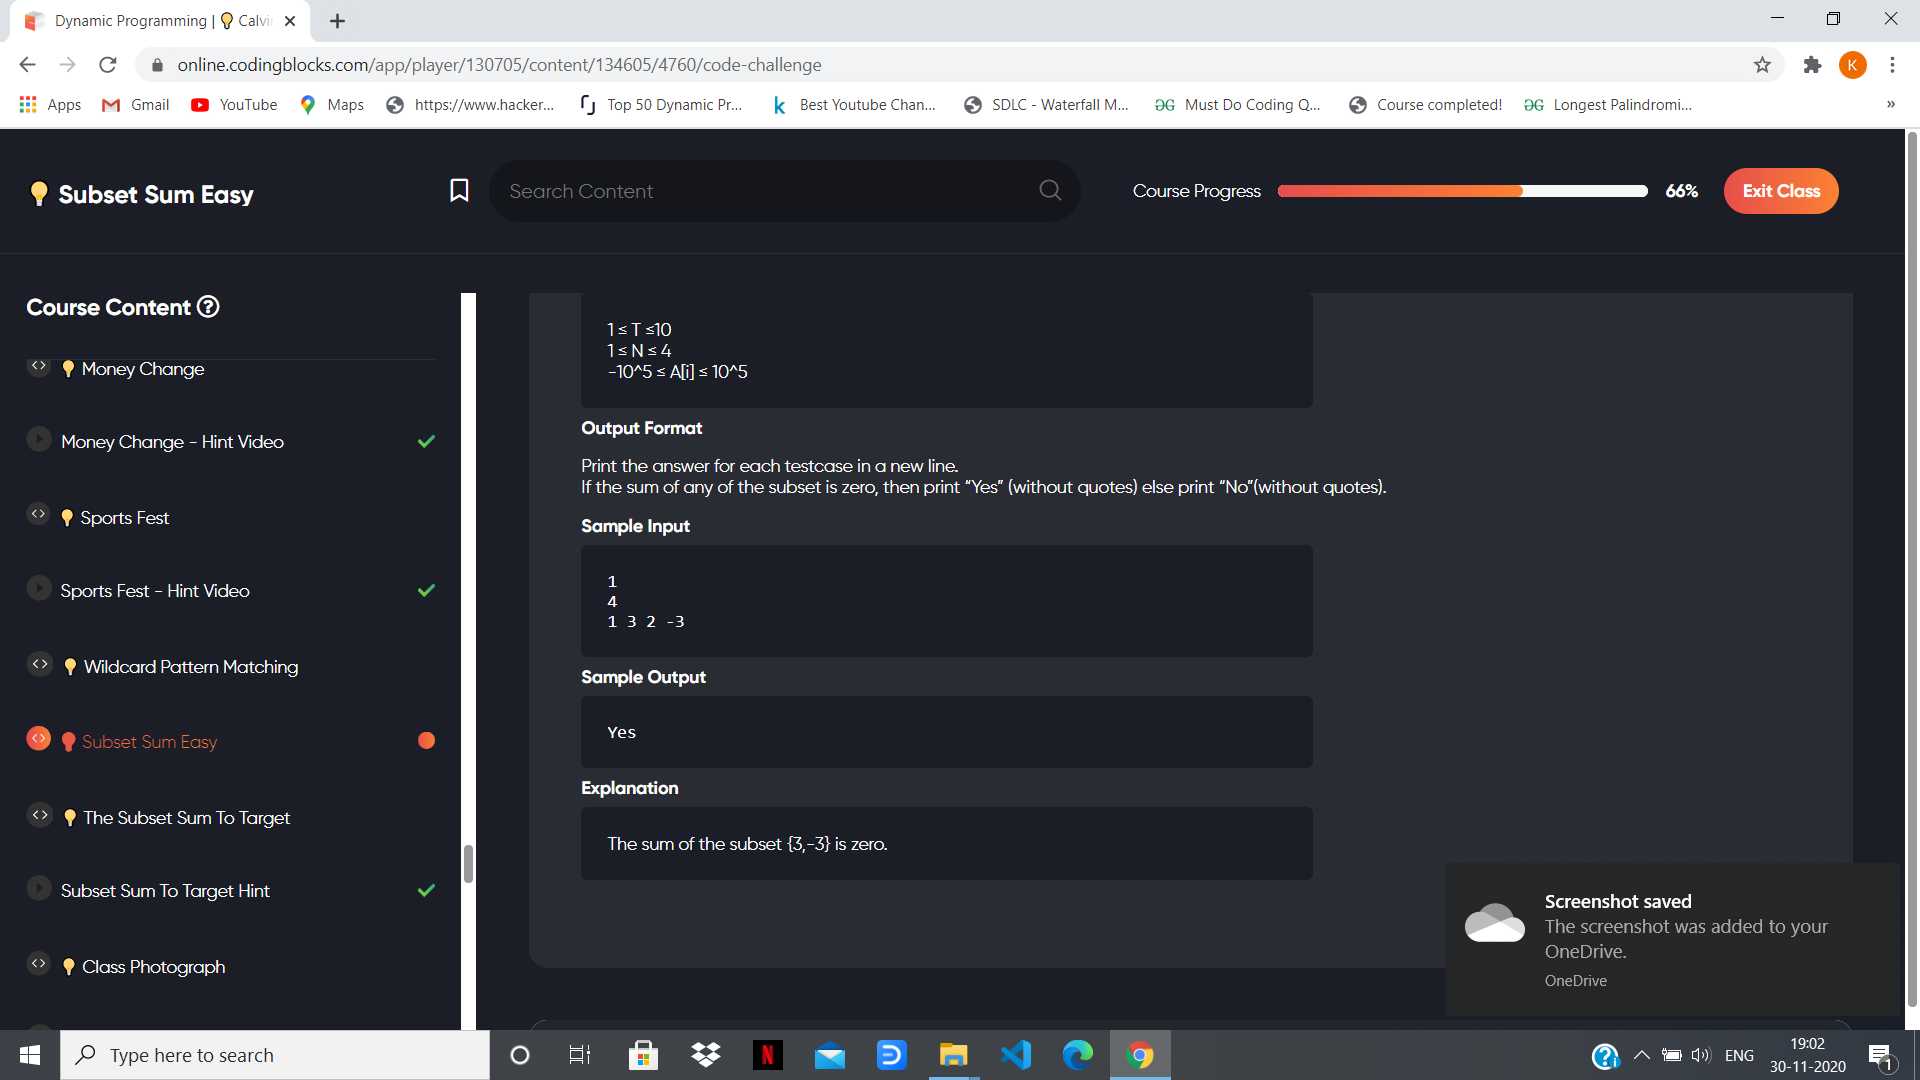 Dynamic Programming | 💡 Calvi
online.codingblocks.com/app/player/130705/content/134605/4760/code-challenge
K
Apps
Gmail
YouTube
Maps
https://www.hacker...
Top 50 Dynamic Pr...
Best Youtube Chan...
SDLC - Waterfall M...
Must Do Coding Q...
Course completed!
Longest Palindromi...
»
Subset Sum Easy
Search Content
Course Progress
66%
Exit Class
Course Content
Money Change
Money Change - Hint Video
Sports Fest
Sports Fest - Hint Video
Wildcard Pattern Matching
Subset Sum Easy
The Subset Sum To Target
Subset Sum To Target Hint
Class Photograph
1 ≤ T ≤10
1 ≤ N ≤ 4
-10^5 ≤ A[i] ≤ 10^5
Output Format
Print the answer for each testcase in a new line.
If the sum of any of the subset is zero, then print “Yes” (without quotes) else print “No”(without quotes).
Sample Input
1
4
1 3 2 -3
Sample Output
Yes
Explanation
The sum of the subset {3,-3} is zero.
Screenshot saved
The screenshot was added to your
OneDrive.
OneDrive
Type here to search
ENG
19:02
30-11-2020
1